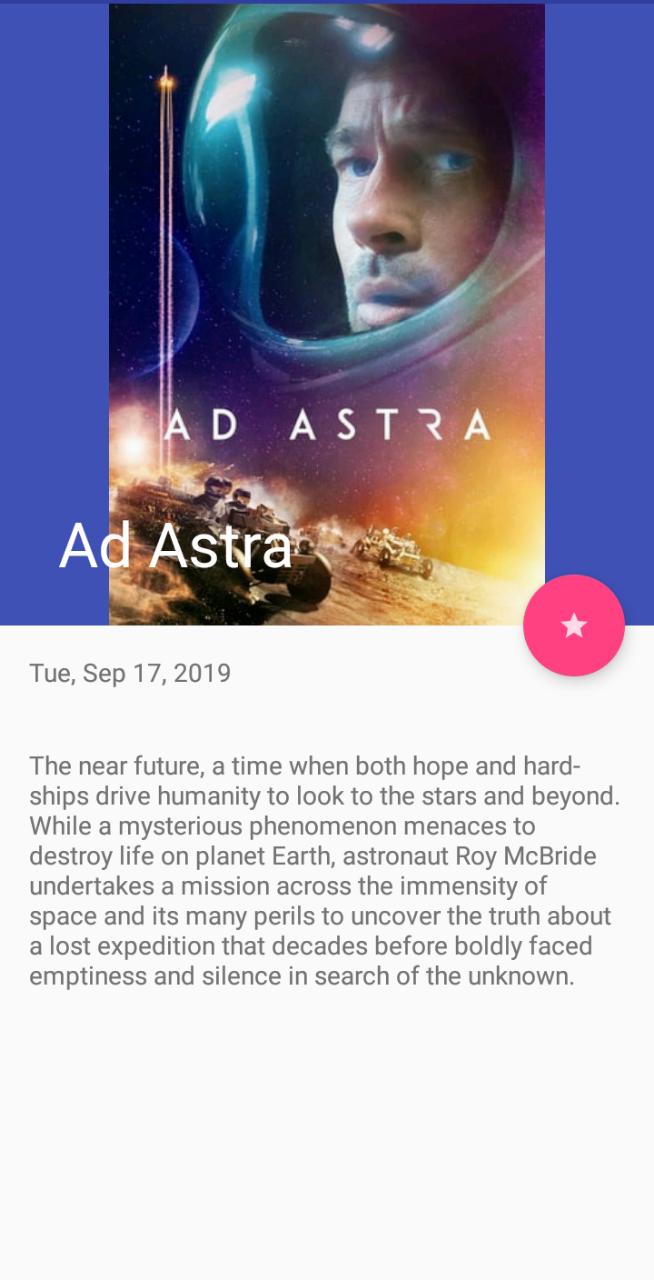 AD ASTRA
Ad Astra
Tue, Sep 17, 2019
The near future, a time when both hope and hard-
ships drive humanity to look to the stars and beyond.
While a mysterious phenomenon menaces to
destroy life on planet Earth, astronaut Roy McBride
undertakes a mission across the immensity of
space and its many perils to uncover the truth about
a lost expedition that decades before boldly faced
emptiness and silence in search of the unknown.